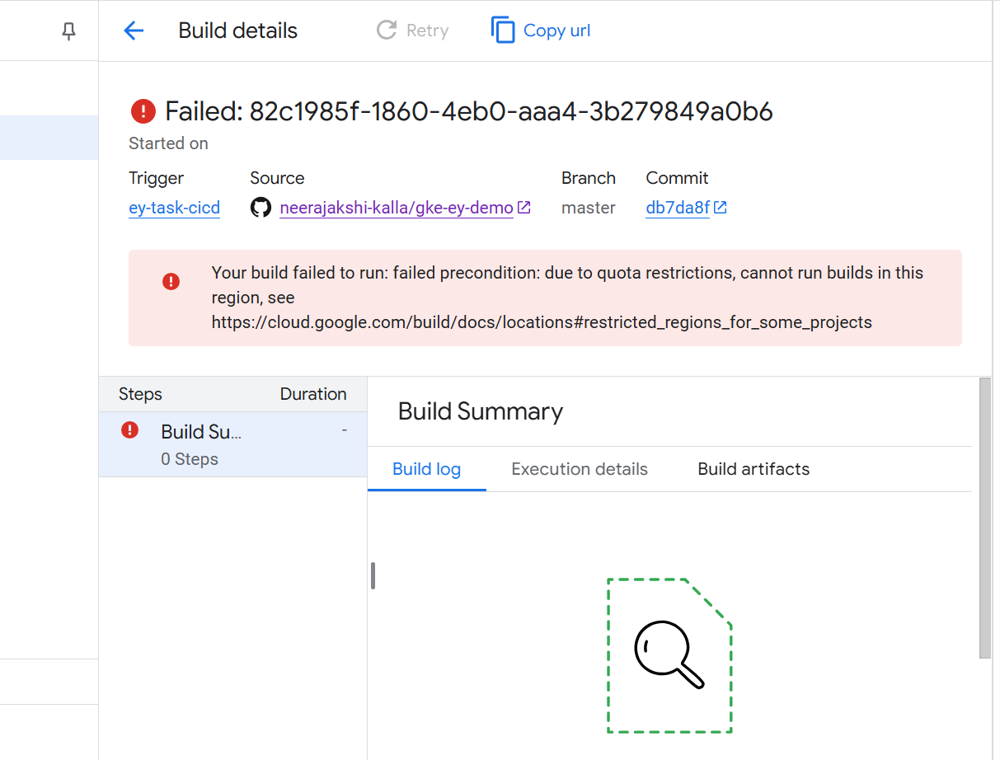 Build details
Retry
Copy url
Failed: 82c1985f-1860-4eb0-aaa4-3b279849a0b6
Started on
Trigger Source Branch Commit
ey-task-cicd neerajakshi-kalla/gke-ey-demo master db7da8f
Your build failed to run: failed precondition: due to quota restrictions, cannot run builds in this
region, see
https://cloud.google.com/build/docs/locations#restricted_regions_for_some_projects
Steps Duration
Build Su... -
0 Steps
Build Summary
Build log Execution details Build artifacts